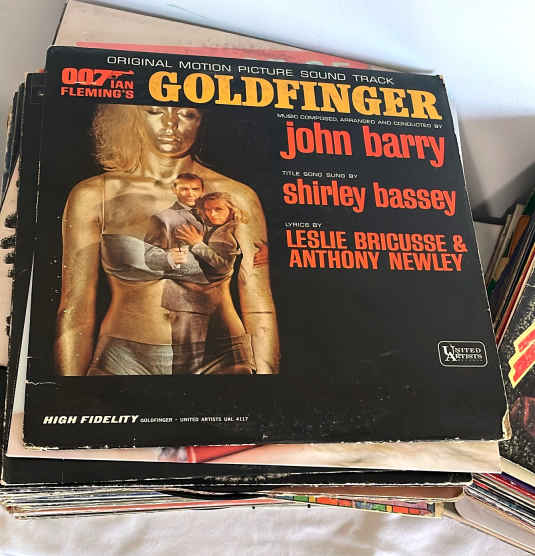 ORIGINAL MOTION PICTURE SOUND TRACK
007 IAN
FLEMING'S
GOLDFINGER
MUSIC COMPOSED, ARRANGED AND CONDUCTED BY
john barry
TITLE SONG SUNG BY
shirley bassey
LYRICS BY
LESLIE BRICUSSE &
ANTHONY NEWLEY
UNITED
ARTISTS
HIGH FIDELITY GOLDFINGER - UNITED ARTISTS UAL 4117